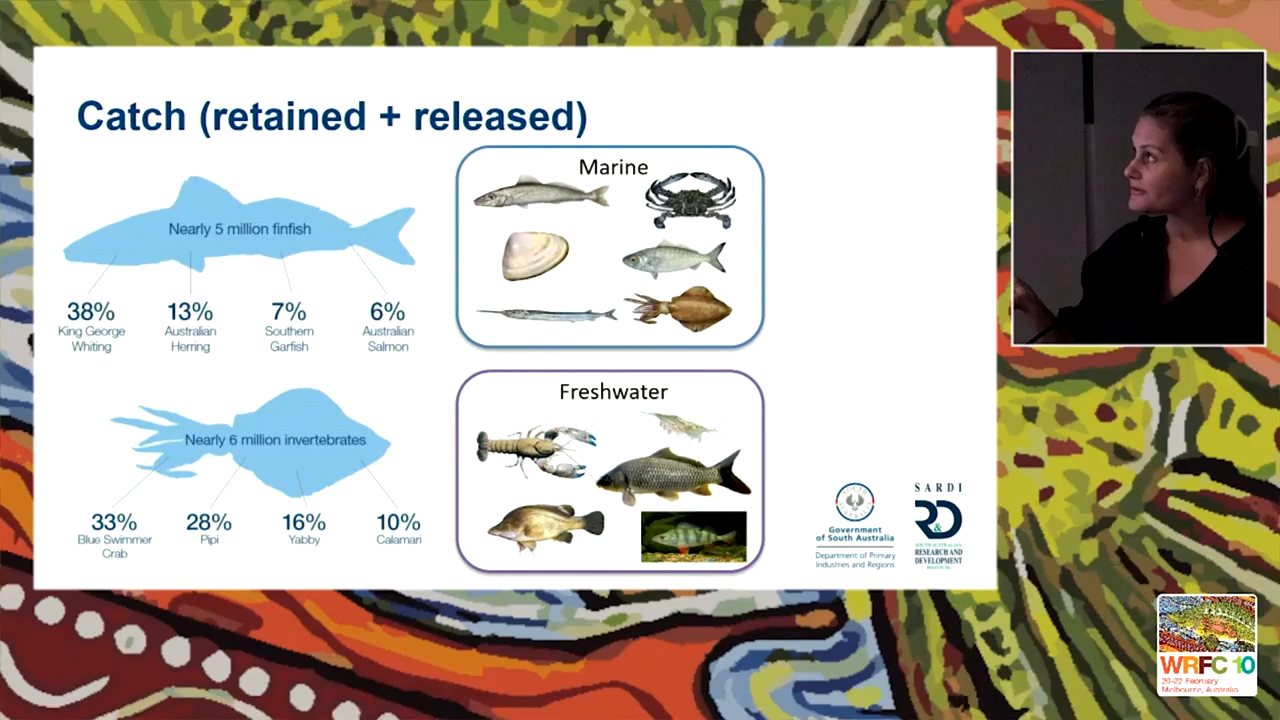 Catch (retained + released)
Nearly 5 million finfish
38%
King George
Whiting
13%
Australian
Herring
7%
Southern
Garfish
6%
Australian
Salmon
Nearly 6 million invertebrates
33%
Blue Swimmer
Crab
28%
Pipi
16%
Yabby
10%
Calamari
Marine
Freshwater
Government
of South Australia
Department of Primary
Industries and Regions
SARDI
R&D
SOUTH AUSTRALIAN
RESEARCH AND
DEVELOPMENT
INSTITUTE
WRFC 10
20-22 February
Melbourne, Australia